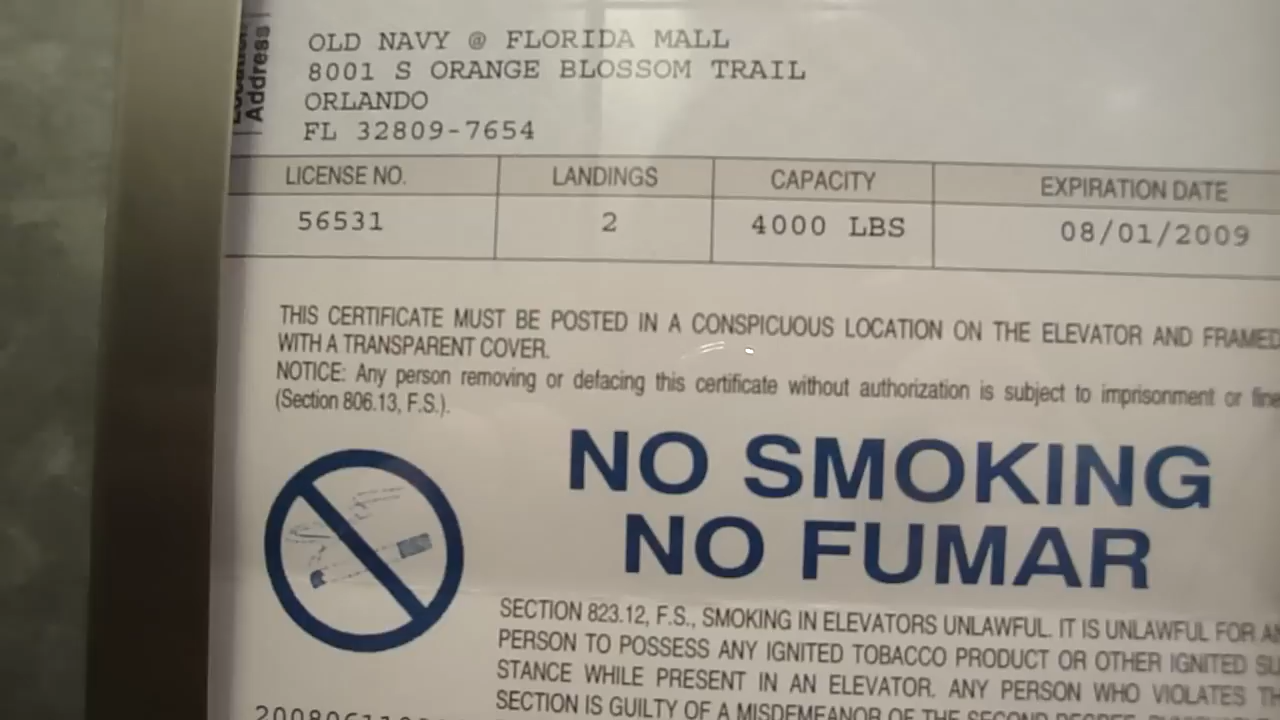 Location
Address
OLD NAVY @ FLORIDA MALL
8001 S ORANGE BLOSSOM TRAIL
ORLANDO
FL 32809-7654
LICENSE NO. LANDINGS CAPACITY EXPIRATION DATE
56531 2 4000 LBS 08/01/2009
THIS CERTIFICATE MUST BE POSTED IN A CONSPICUOUS LOCATION ON THE ELEVATOR AND FRAMED
WITH A TRANSPARENT COVER.
NOTICE: Any person removing or defacing this certificate without authorization is subject to imprisonment or fine
(Section 806.13, F.S.).
NO SMOKING
NO FUMAR
SECTION 823.12, F.S., SMOKING IN ELEVATORS UNLAWFUL. IT IS UNLAWFUL FOR
PERSON TO POSSESS ANY IGNITED TOBACCO PRODUCT OR OTHER IGNITED
STANCE WHILE PRESENT IN AN ELEVATOR. ANY PERSON WHO VIOLATES
SECTION IS GUILTY OF A MISDEMEANOR OF THE SECOND